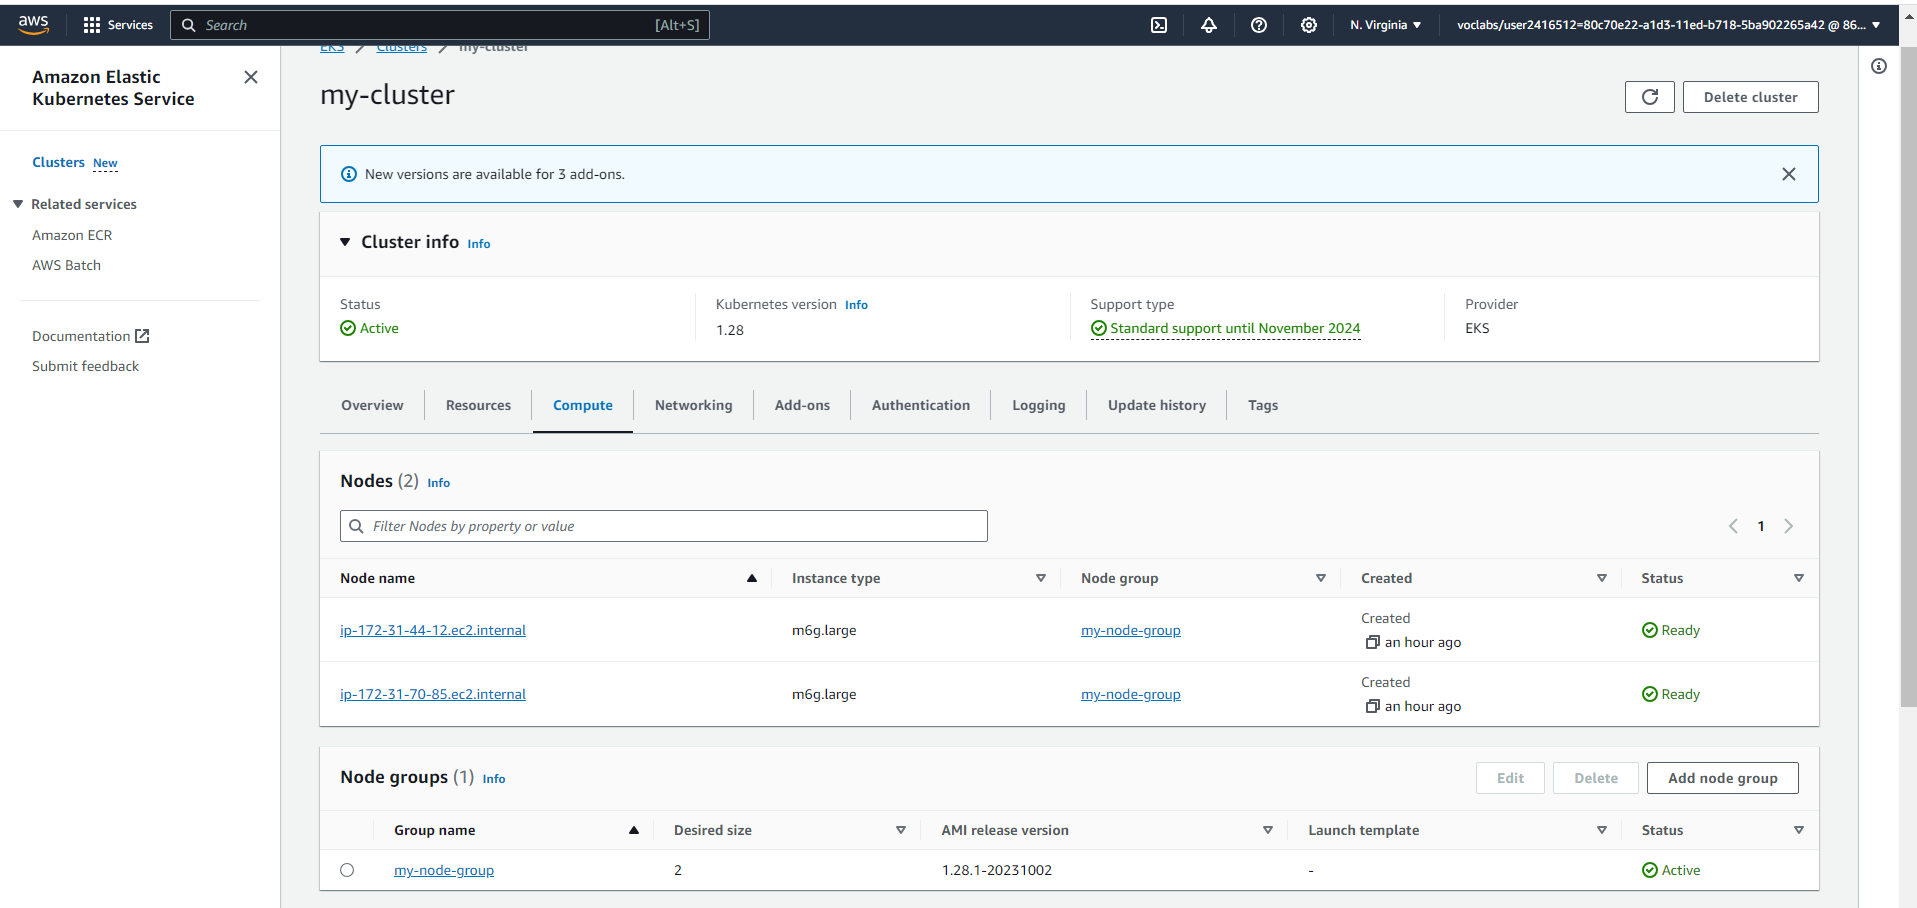 aws Services Search [Alt+S] N. Virginia voclabs/user2416512=80c70e22-a1d3-11ed-b718-5ba902265a42 @ 86...
EKS Clusters my-cluster
Amazon Elastic
Kubernetes Service
Clusters New
Related services
Amazon ECR
AWS Batch
Documentation
Submit feedback
my-cluster
Delete cluster
New versions are available for 3 add-ons.
Cluster info Info
Status Kubernetes version Info Support type Provider
Active 1.28 Standard support until November 2024 EKS
Overview Resources Compute Networking Add-ons Authentication Logging Update history Tags
Nodes (2) Info
Filter Nodes by property or value 1
Node name Instance type Node group Created Status
Created
ip-172-31-44-12.ec2.internal m6g.large my-node-group Ready
an hour ago
Created
ip-172-31-70-85.ec2.internal m6g.large my-node-group Ready
an hour ago
Node groups (1) Info Edit Delete Add node group
Group name Desired size AMI release version Launch template Status
my-node-group 2 1.28.1-20231002 - Active